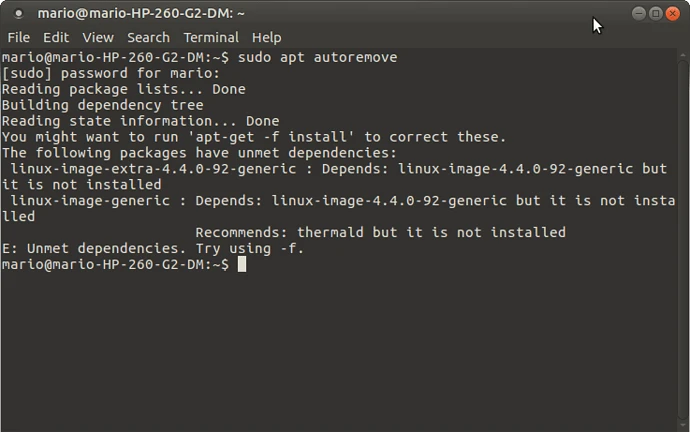 mario@mario-HP-260-G2-DM: ~
File Edit View Search Terminal Help
mario@mario-HP-260-G2-DM:~$ sudo apt autoremove
[sudo] password for mario:
Reading package lists... Done
Building dependency tree
Reading state information... Done
You might want to run 'apt-get -f install' to correct these.
The following packages have unmet dependencies:
 linux-image-extra-4.4.0-92-generic : Depends: linux-image-4.4.0-92-generic but
it is not installed
 linux-image-generic : Depends: linux-image-4.4.0-92-generic but it is not insta
lled
                       Recommends: thermald but it is not installed
E: Unmet dependencies. Try using -f.
mario@mario-HP-260-G2-DM:~$